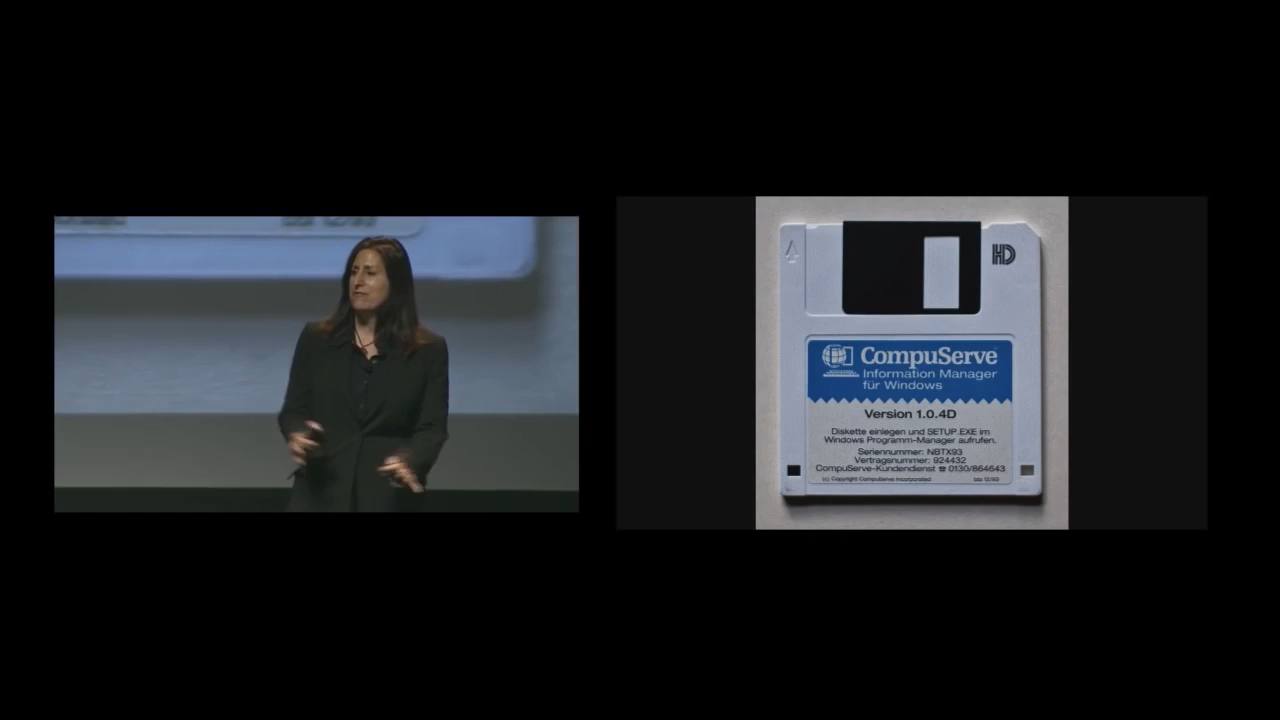 HD
CompuServe
Information Manager
für Windows
Version 1.0.4D
Diskette einlegen und SETUP.EXE im
Windows Programm-Manager aufrufen.
Seriennummer: NBTX93
Vertragsnummer: 924432
CompuServe-Kundendienst ☎ 0130/864643
(c) Copyright CompuServe Incorporated